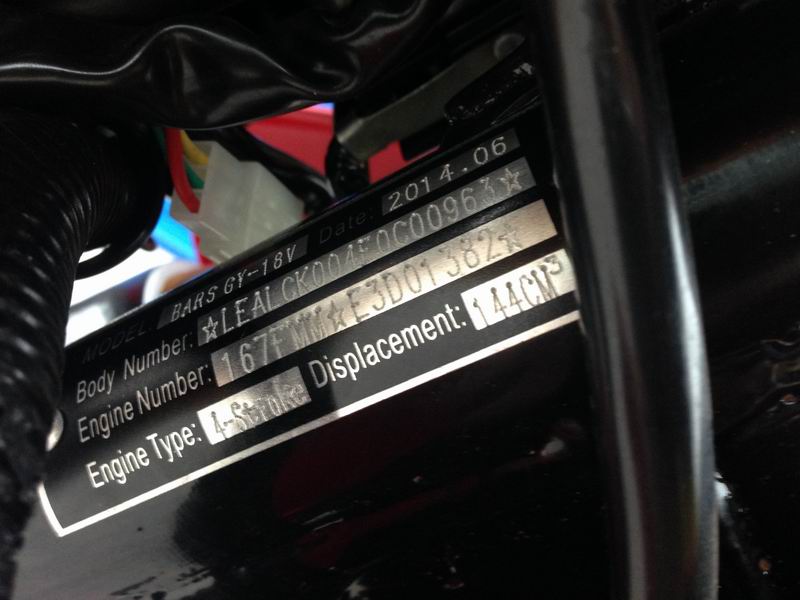 MODEL: BARS GY-18V Date: 2014.06
Body Number: ☆LEALCK004E0C00963☆
Engine Number: 167FMM☆E3D01382☆
Engine Type: 4-Stroke Displacement: 144CM³